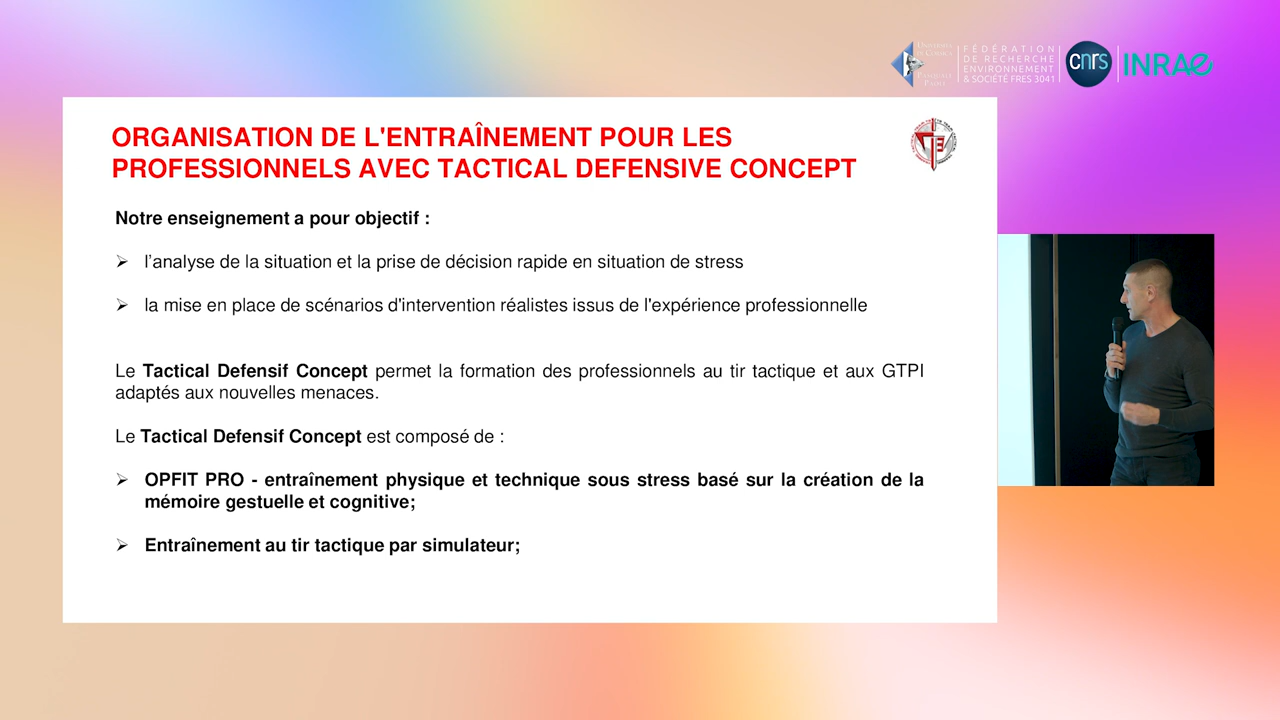 UNIVERSITÀ
DI CORSICA
PASQUALE
PAOLI
FÉDÉRATION
DE RECHERCHE
ENVIRONNEMENT
& SOCIÉTÉ FRES 3041
cnrs
INRAE
ORGANISATION DE L'ENTRAÎNEMENT POUR LES
PROFESSIONNELS AVEC TACTICAL DEFENSIVE CONCEPT
Notre enseignement a pour objectif :
l'analyse de la situation et la prise de décision rapide en situation de stress
la mise en place de scénarios d'intervention réalistes issus de l'expérience professionnelle
Le Tactical Defensif Concept permet la formation des professionnels au tir tactique et aux GTPI
adaptés aux nouvelles menaces.
Le Tactical Defensif Concept est composé de :
OPFIT PRO - entraînement physique et technique sous stress basé sur la création de la
mémoire gestuelle et cognitive;
Entraînement au tir tactique par simulateur;